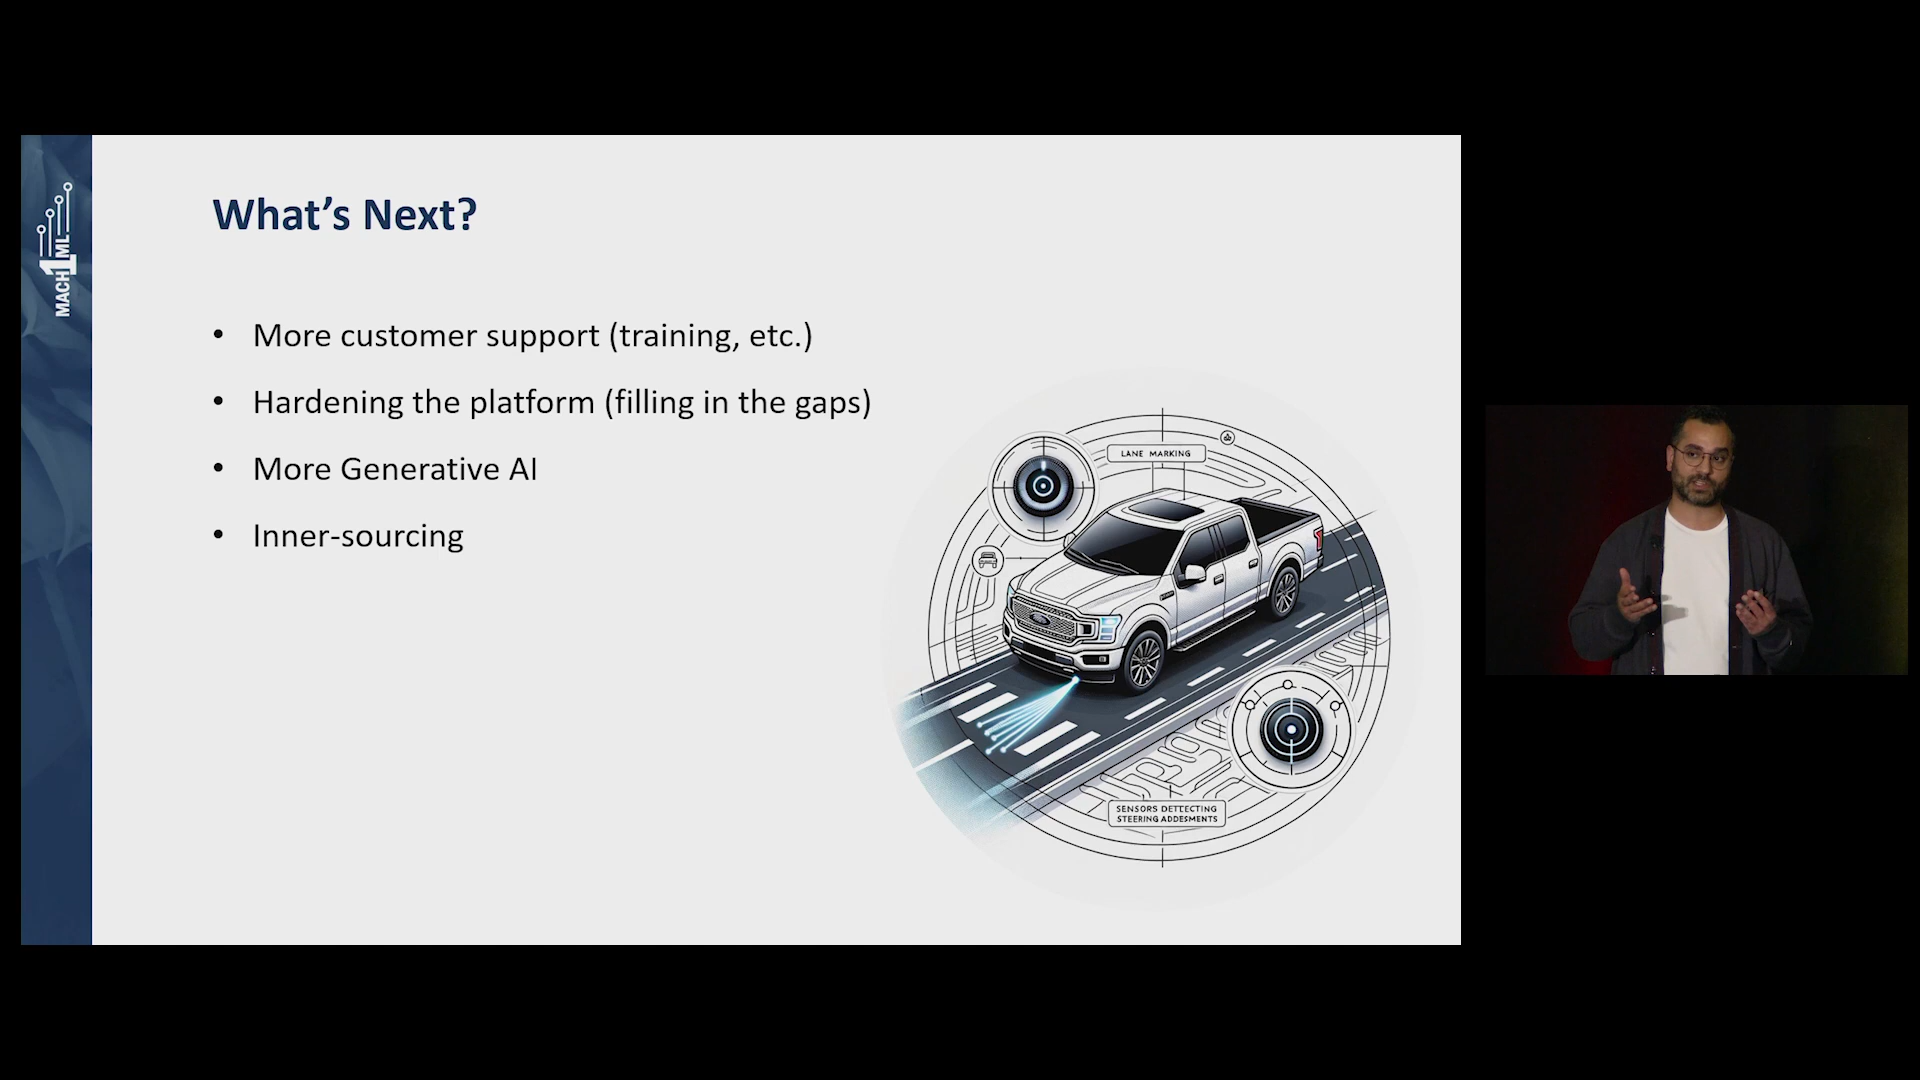 MACH1ML
What's Next?
• More customer support (training, etc.)
• Hardening the platform (filling in the gaps)
• More Generative AI
• Inner-sourcing
LANE MARKING
SENSORS DETTECTING
STEERING ADDESMENTS